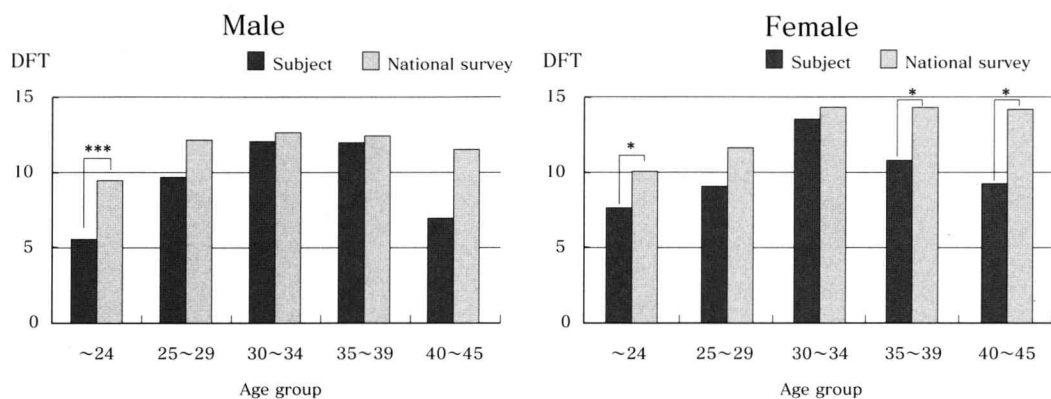 Male
DFT
Subject
National survey
15
10
5
0
***
~24
25~29
30~34
35~39
40~45
Age group
Female
DFT
Subject
National survey
15
10
5
0
*
*
*
~24
25~29
30~34
35~39
40~45
Age group